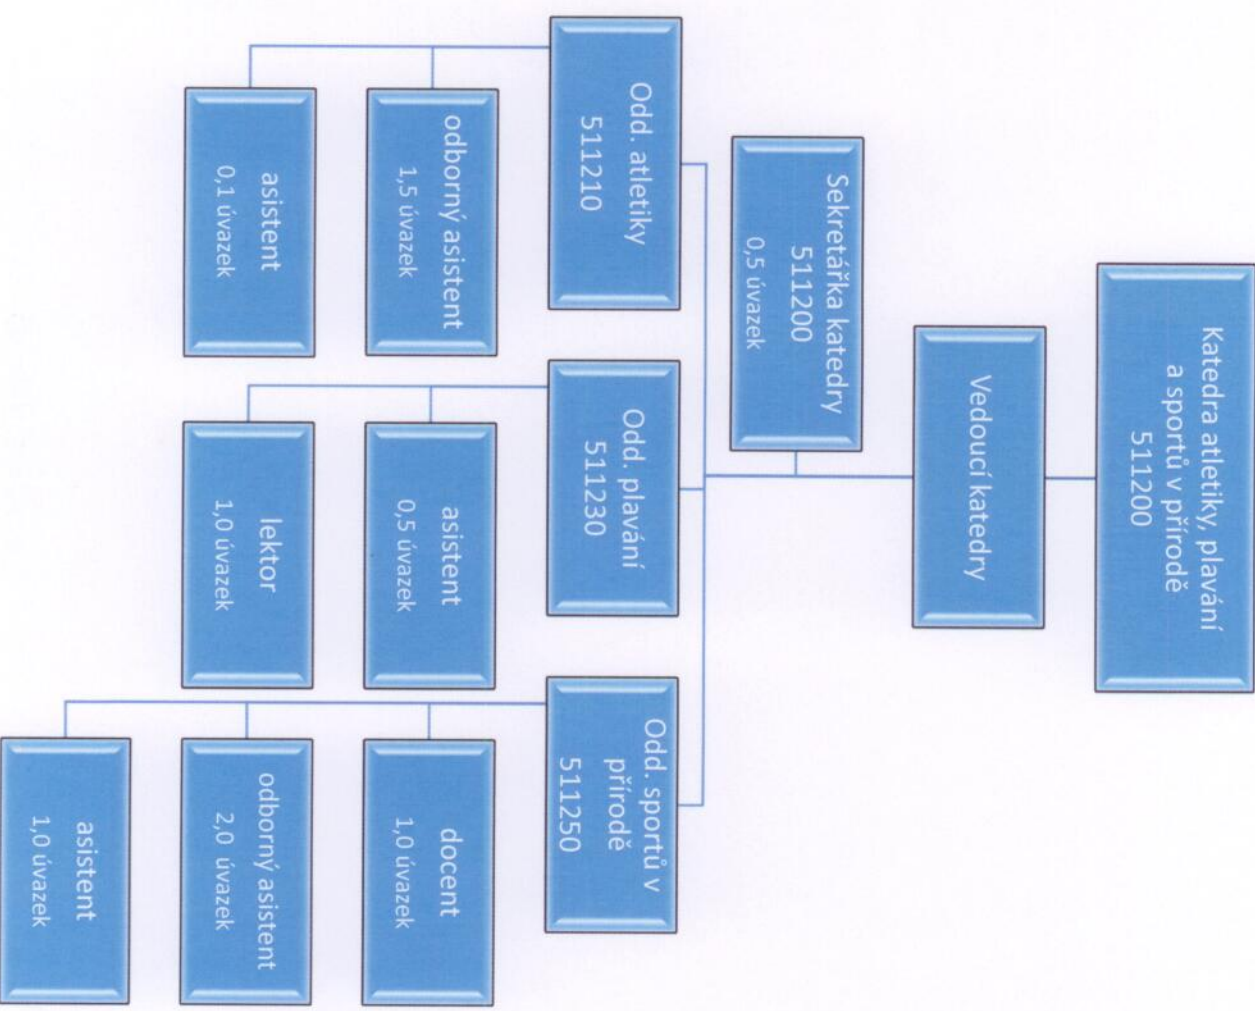 Katedra atletiky, plavání
a sportů v přírodě
511200
Vedoucí katedry
Sekretářka katedry
511200
0,5 úvazek
Odd. atletiky
511210
odborný asistent
1,5 úvazek
asistent
0,1 úvazek
Odd. plavání
511230
asistent
0,5 úvazek
lektor
1,0 úvazek
Odd. sportů v
přírodě
511250
docent
1,0 úvazek
odborný asistent
2,0 úvazek
asistent
1,0 úvazek